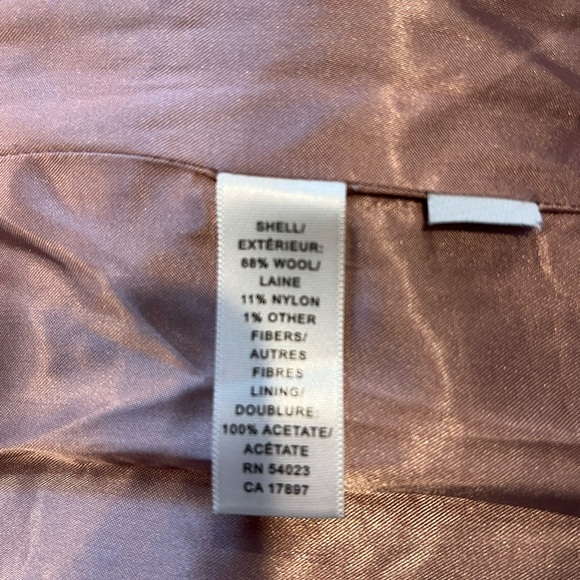 SHELL/
EXTÉRIEUR:
88% WOOL/
LAINE
11% NYLON
1% OTHER
FIBERS/
AUTRES
FIBRES
LINING/
DOUBLURE:
100% ACETATE/
ACÉTATE
RN 54023
CA 17897